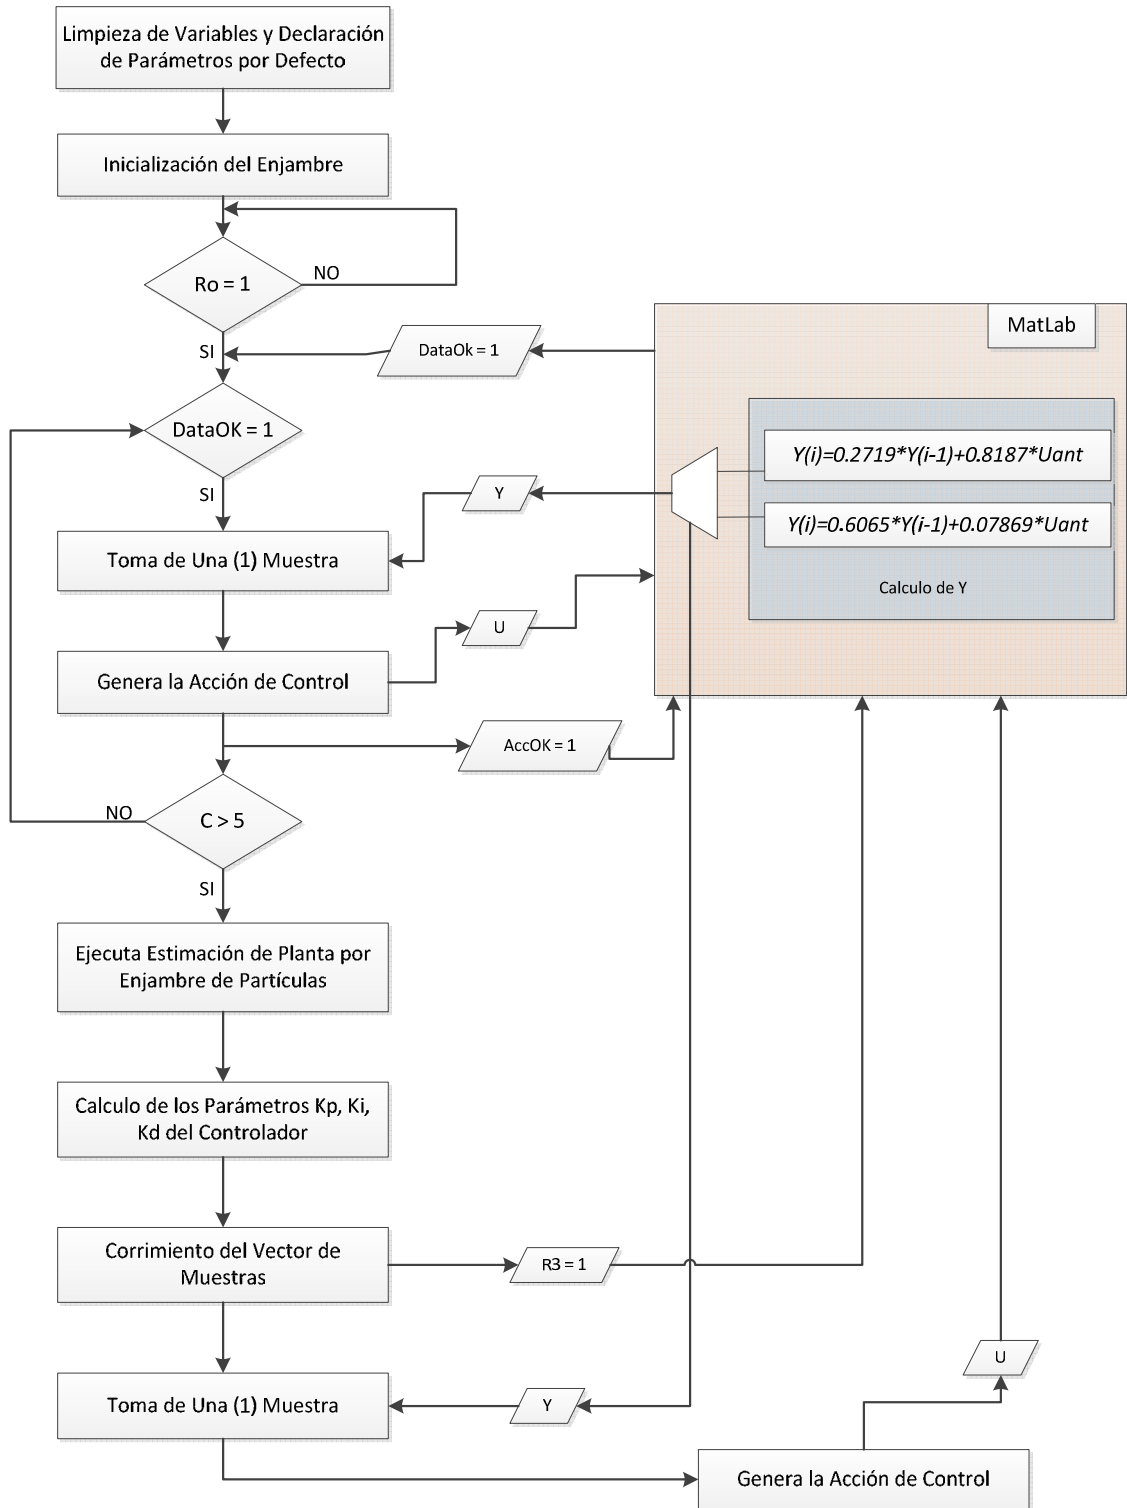 Limpieza de Variables y Declaración
de Parámetros por Defecto
Inicialización del Enjambre
Ro = 1
NO
SI
DataOk = 1
MatLab
DataOK = 1
Y(i)=0.2719*Y(i-1)+0.8187*Uant
SI
Y
Y(i)=0.6065*Y(i-1)+0.07869*Uant
Toma de Una (1) Muestra
Calculo de Y
U
Genera la Acción de Control
AccOK = 1
NO
C > 5
SI
Ejecuta Estimación de Planta por
Enjambre de Partículas
Calculo de los Parámetros Kp, Ki,
Kd del Controlador
Corrimiento del Vector de
Muestras
R3 = 1
U
Toma de Una (1) Muestra
Y
Genera la Acción de Control